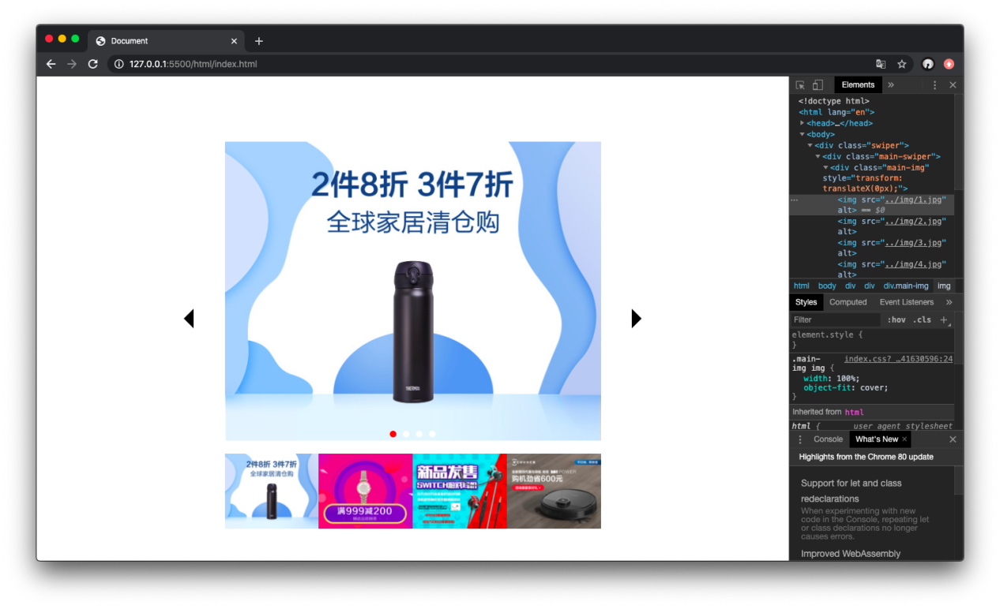 Document
127.0.0.1:5500/html/index.html
2件8折 3件7折
全球家居清仓购
THERMOS
2件8折 3件7折
全球家居清仓购
满999减200
新品发售
购机劲省600元
Elements
<!doctype html>
<html lang="en">
<head>…</head>
<body>
<div class="swiper">
<div class="main-swiper">
<div class="main-img"
style="transform:
translateX(0px);">
<img src="../img/1.jpg"
alt> == $0
<img src="../img/2.jpg"
alt>
<img src="../img/3.jpg"
alt>
<img src="../img/4.jpg"
alt>
html body div div div.main-img img
Styles Computed Event Listeners
Filter :hov .cls
element.style {
}
.main- index.css?_…41630596:24
img img {
width: 100%;
object-fit: cover;
}
Inherited from html
html { user agent stylesheet
Console What's New
Highlights from the Chrome 80 update
Support for let and class
redeclarations
When experimenting with new
code in the Console, repeating let
or class declarations no longer
causes errors.
Improved WebAssembly